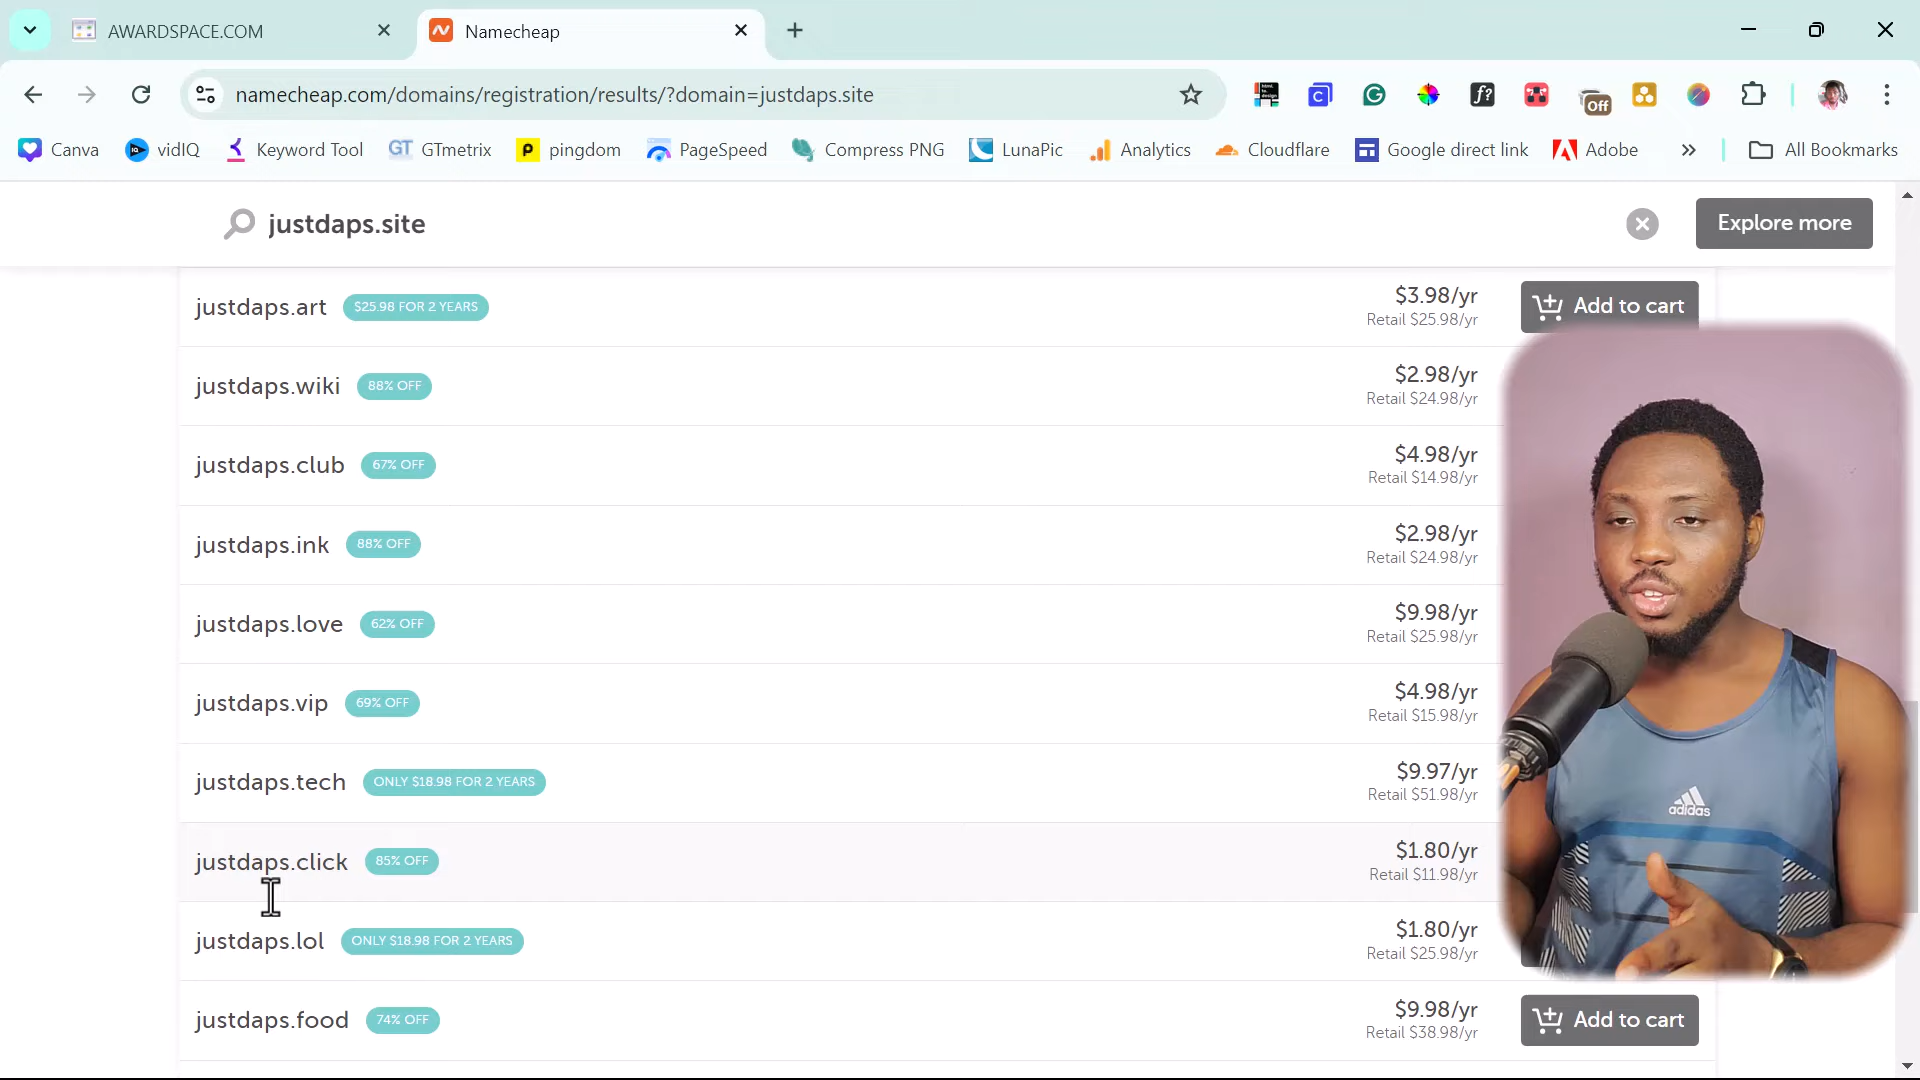 AWARDSPACE.COM
Namecheap
namecheap.com/domains/registration/results/?domain=justdaps.site
Off
Canva
vidIQ
Keyword Tool
GTmetrix
pingdom
PageSpeed
Compress PNG
LunaPic
Analytics
Cloudflare
Google direct link
Adobe
All Bookmarks
justdaps.site
Explore more
justdaps.art $25.98 FOR 2 YEARS $3.98/yr Add to cart
Retail $25.98/yr
justdaps.wiki 88% OFF $2.98/yr
Retail $24.98/yr
justdaps.club 67% OFF $4.98/yr
Retail $14.98/yr
justdaps.ink 88% OFF $2.98/yr
Retail $24.98/yr
justdaps.love 62% OFF $9.98/yr
Retail $25.98/yr
justdaps.vip 69% OFF $4.98/yr
Retail $15.98/yr
justdaps.tech ONLY $18.98 FOR 2 YEARS $9.97/yr
Retail $51.98/yr
justdaps.click 85% OFF $1.80/yr
Retail $11.98/yr
justdaps.lol ONLY $18.98 FOR 2 YEARS $1.80/yr
Retail $25.98/yr
justdaps.food 74% OFF $9.98/yr Add to cart
Retail $38.98/yr
adidas